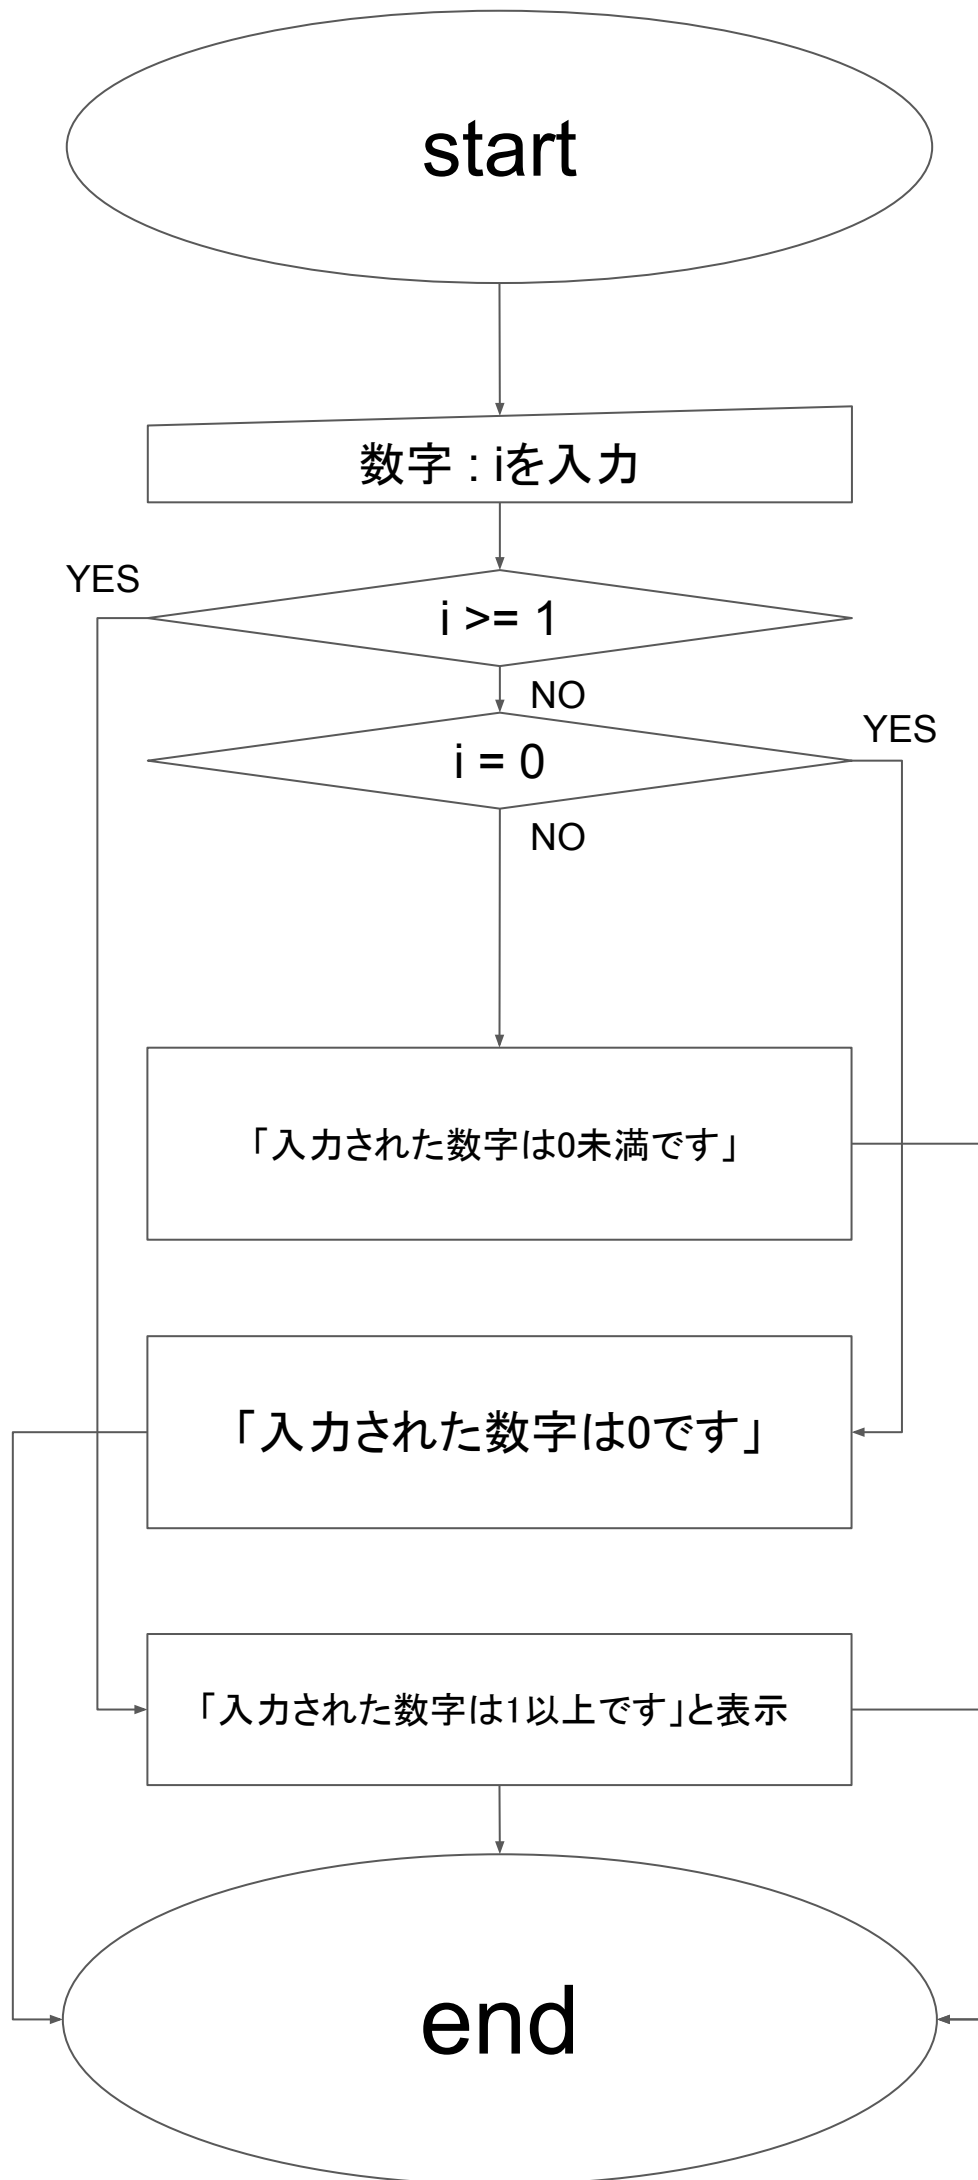 start
数字 : iを入力
YES
i >= 1
NO
YES
i = 0
NO
「入力された数字は0未満です」
「入力された数字は0です」
「入力された数字は1以上です」と表示
end